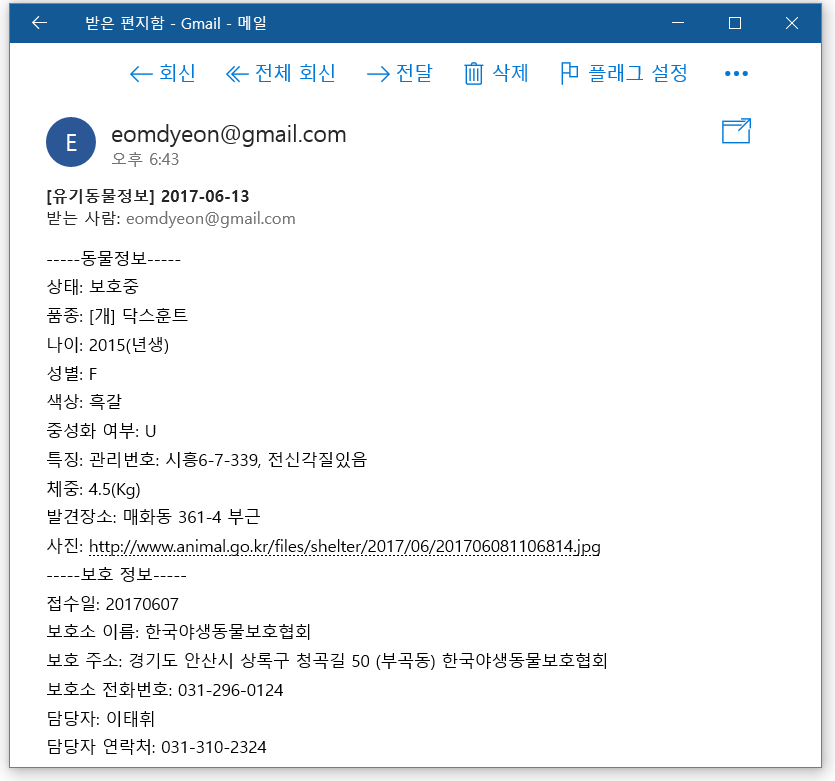 받은 편지함 - Gmail - 메일
회신 전체 회신 전달 삭제 플래그 설정
E
eomdyeon@gmail.com
오후 6:43
[유기동물정보] 2017-06-13
받는 사람: eomdyeon@gmail.com
-----동물정보-----
상태: 보호중
품종: [개] 닥스훈트
나이: 2015(년생)
성별: F
색상: 흑갈
중성화 여부: U
특징: 관리번호: 시흥6-7-339, 전신각질있음
체중: 4.5(Kg)
발견장소: 매화동 361-4 부근
사진: http://www.animal.go.kr/files/shelter/2017/06/201706081106814.jpg
-----보호 정보-----
접수일: 20170607
보호소 이름: 한국야생동물보호협회
보호 주소: 경기도 안산시 상록구 청곡길 50 (부곡동) 한국야생동물보호협회
보호소 전화번호: 031-296-0124
담당자: 이태휘
담당자 연락처: 031-310-2324